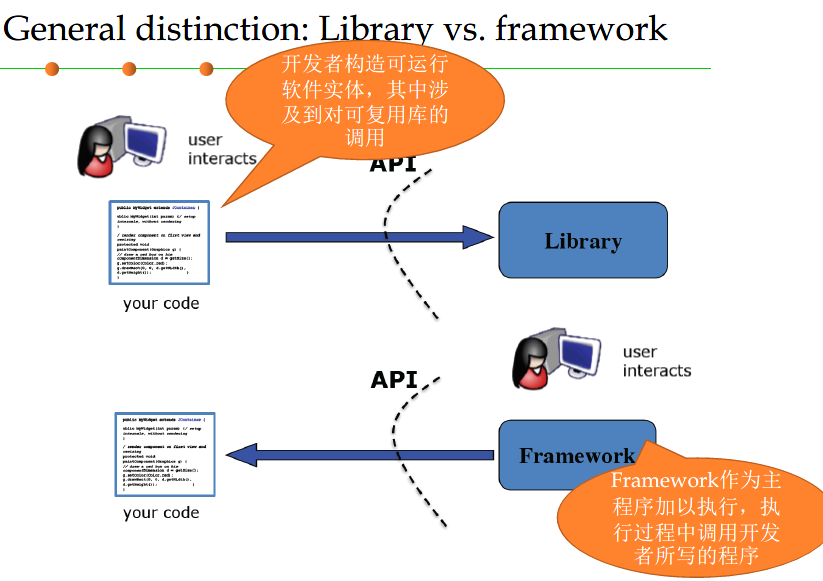 General distinction: Library vs. framework
开发者构造可运行
软件实体，其中涉
及到对可复用库的
调用
user
interacts
API
public MyWidget extends JContainer {
ublic MyWidget(int param) {/ setup
internals, without rendering
}
/ render component on first view and
resizing
protected void
paintComponent(Graphics g) {
// draw a red box on his
componentDimension d = getSize();
g.setColor(Color.red);
g.drawRect(0, 0, d.getWidth(),
d.getHeight()); }
}
Library
your code
user
interacts
API
public MyWidget extends JContainer {
ublic MyWidget(int param) {/ setup
internals, without rendering
}
/ render component on first view and
resizing
protected void
paintComponent(Graphics g) {
// draw a red box on his
componentDimension d = getSize();
g.setColor(Color.red);
g.drawRect(0, 0, d.getWidth(),
d.getHeight()); }
}
Framework
Framework作为主
程序加以执行，执
行过程中调用开发
者所写的程序
your code